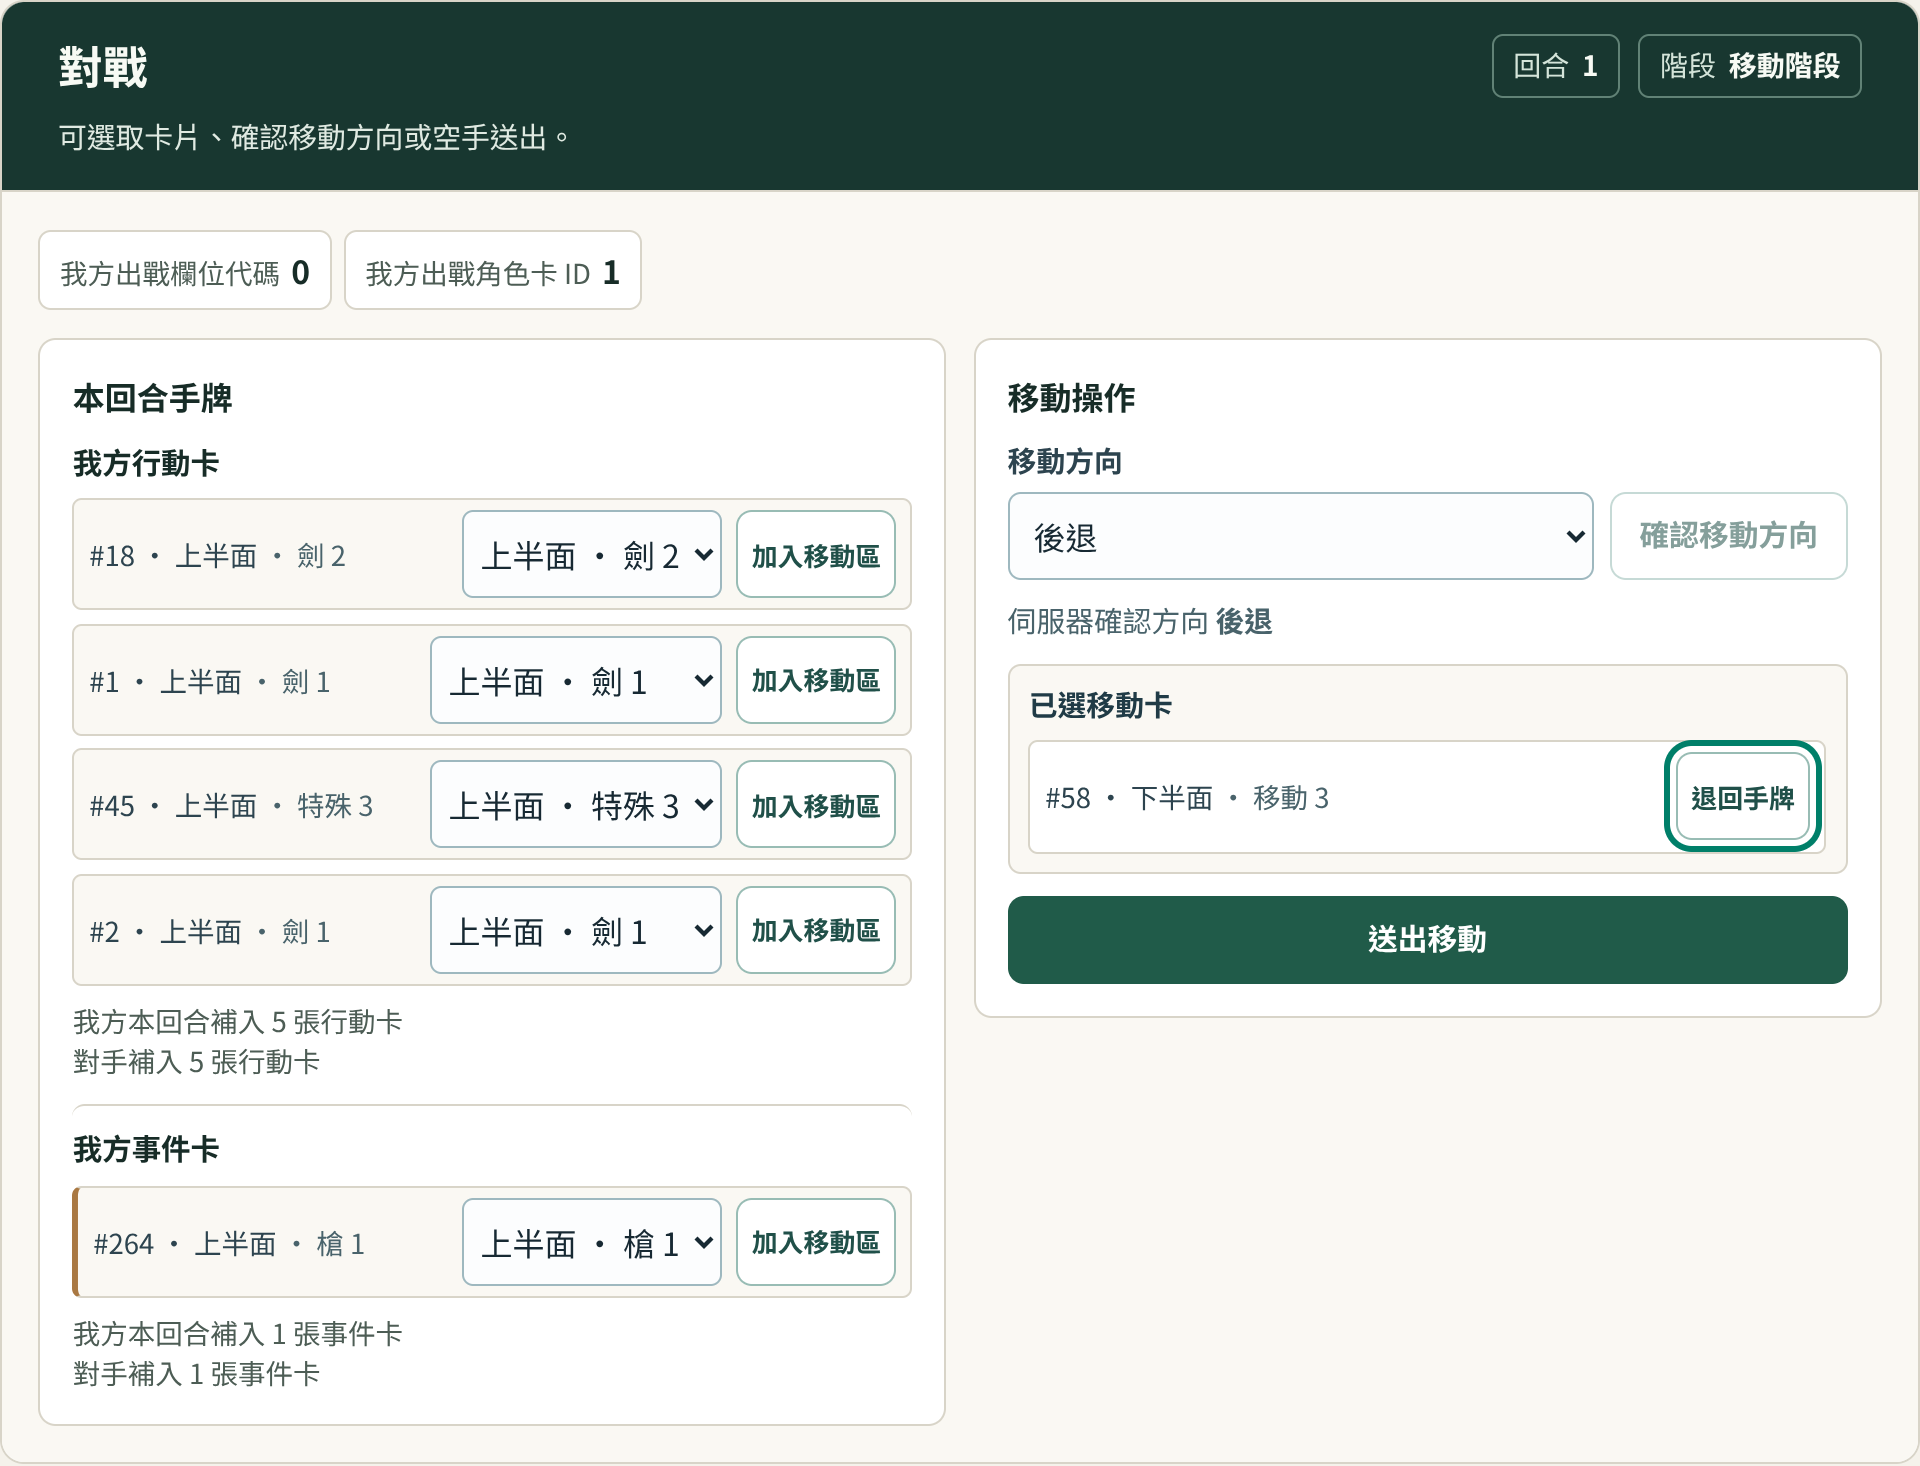 對戰
回合 1
階段 移動階段
可選取卡片、確認移動方向或空手送出。
我方出戰欄位代碼 0
我方出戰角色卡 ID 1
本回合手牌
我方行動卡
#18 · 上半面 · 劍 2
上半面 · 劍 2
加入移動區
#1 · 上半面 · 劍 1
上半面 · 劍 1
加入移動區
#45 · 上半面 · 特殊 3
上半面 · 特殊 3
加入移動區
#2 · 上半面 · 劍 1
上半面 · 劍 1
加入移動區
我方本回合補入 5 張行動卡
對手補入 5 張行動卡
我方事件卡
#264 · 上半面 · 槍 1
上半面 · 槍 1
加入移動區
我方本回合補入 1 張事件卡
對手補入 1 張事件卡
移動操作
移動方向
後退
確認移動方向
伺服器確認方向 後退
已選移動卡
#58 · 下半面 · 移動 3
退回手牌
送出移動